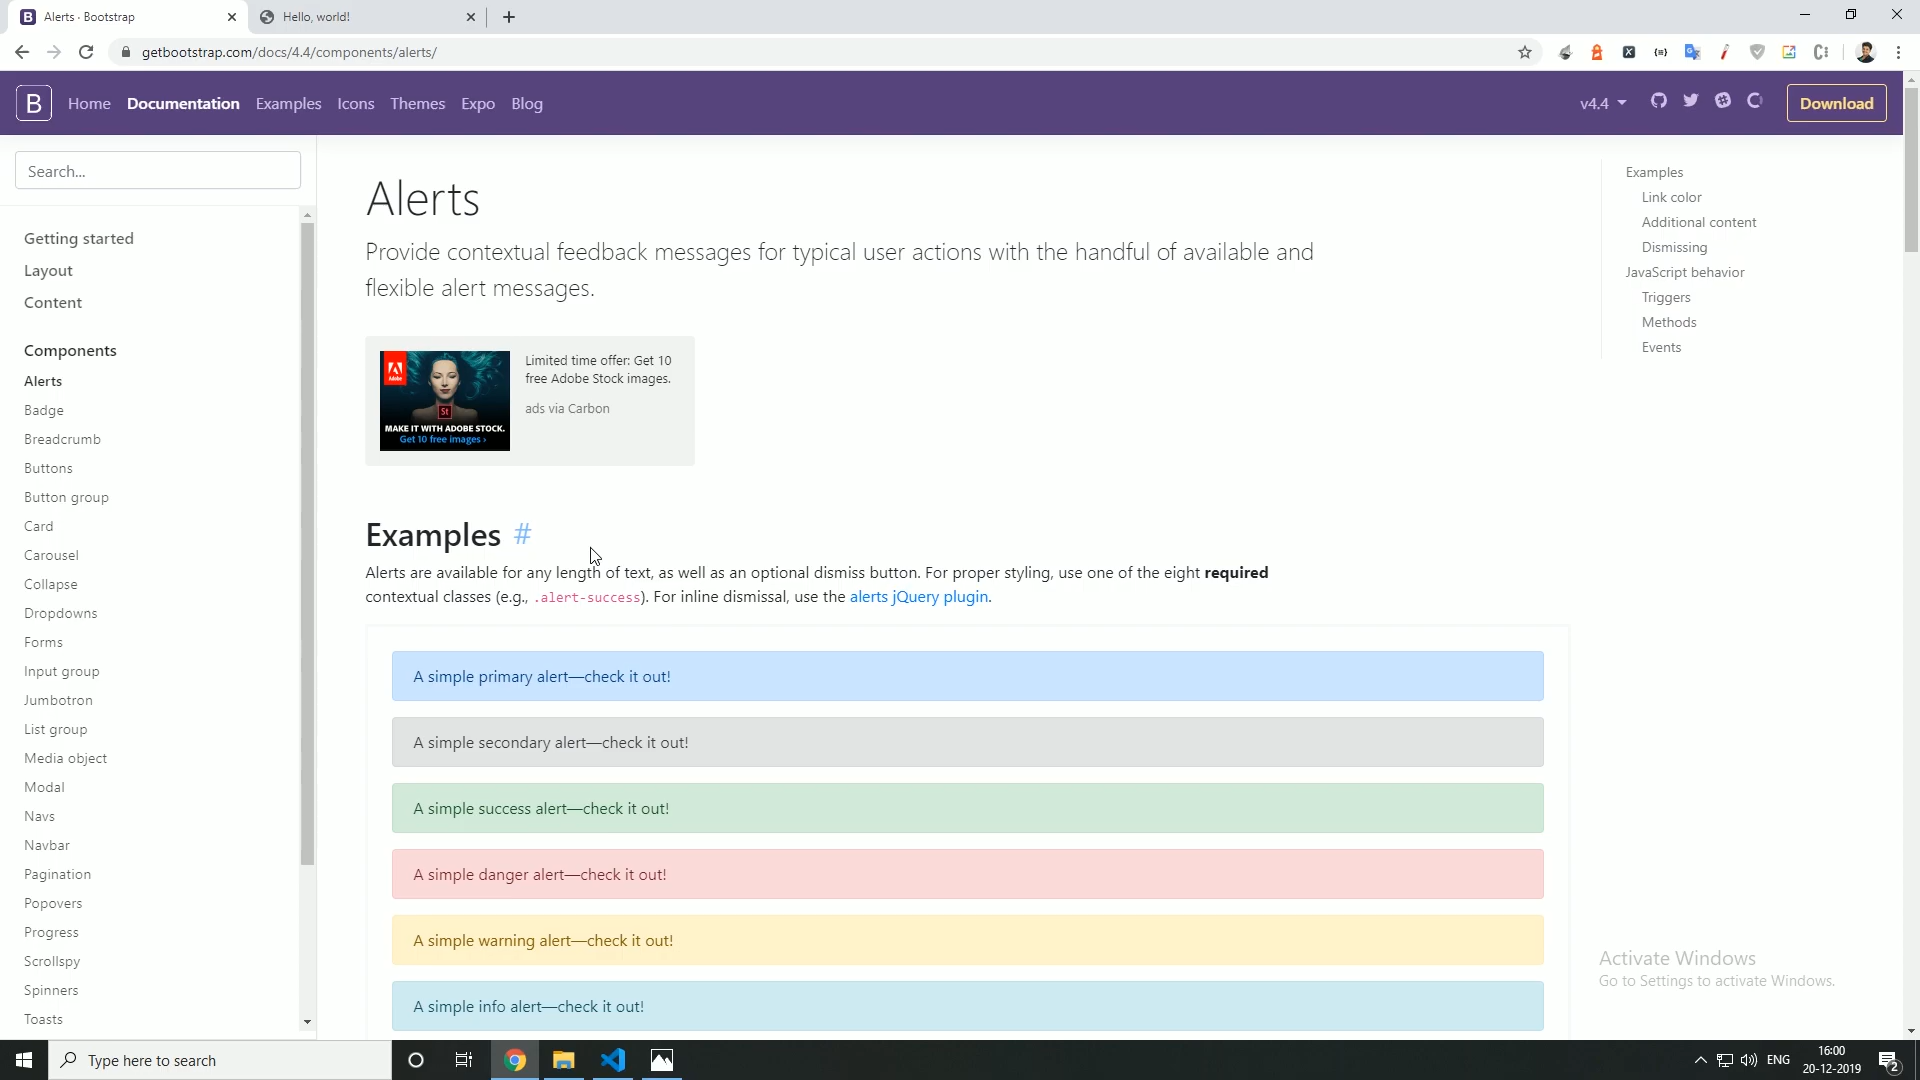 Alerts · Bootstrap
Hello, world!
getbootstrap.com/docs/4.4/components/alerts/
B Home Documentation Examples Icons Themes Expo Blog v4.4 Download
Search...
Getting started
Layout
Content
Components
Alerts
Badge
Breadcrumb
Buttons
Button group
Card
Carousel
Collapse
Dropdowns
Forms
Input group
Jumbotron
List group
Media object
Modal
Navs
Navbar
Pagination
Popovers
Progress
Scrollspy
Spinners
Toasts
Alerts
Provide contextual feedback messages for typical user actions with the handful of available and
flexible alert messages.
Adobe
St
MAKE IT WITH ADOBE STOCK.
Get 10 free images ›
Limited time offer: Get 10
free Adobe Stock images.
ads via Carbon
Examples #
Alerts are available for any length of text, as well as an optional dismiss button. For proper styling, use one of the eight required
contextual classes (e.g., .alert-success). For inline dismissal, use the alerts jQuery plugin.
A simple primary alert—check it out!
A simple secondary alert—check it out!
A simple success alert—check it out!
A simple danger alert—check it out!
A simple warning alert—check it out!
A simple info alert—check it out!
Examples
Link color
Additional content
Dismissing
JavaScript behavior
Triggers
Methods
Events
Activate Windows
Go to Settings to activate Windows.
Type here to search
ENG
16:00
20-12-2019
2